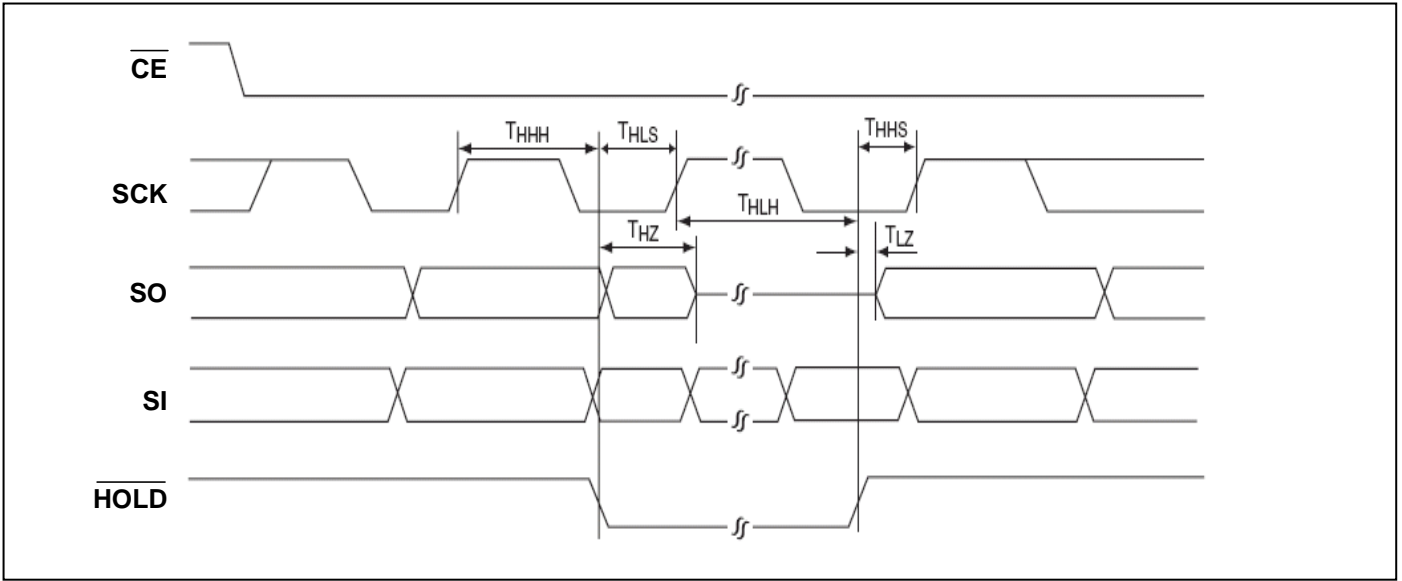 CE
THHH THLS THHS
SCK
THLH
THZ TLZ
SO
SI
HOLD